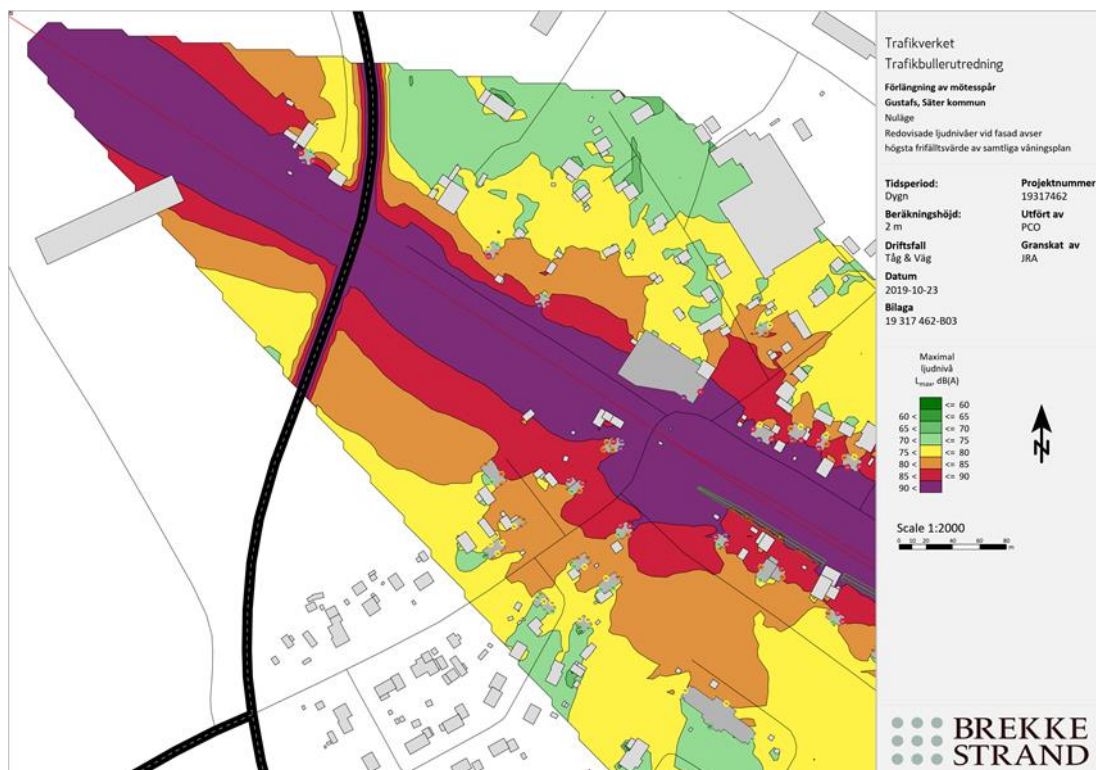 Trafikverket
Trafikbullerutredning
Förlängning av mötesspår
Gustafs, Säter kommun
Nuläge
Redovisade ljudnivåer vid fasad avser
högsta frifältsvärde av samtliga våningsplan
Tidsperiod: Projektnummer
Dygn 19317462
Beräkningshöjd: Utfört av
2 m PCO
Driftsfall Granskat av
Tåg & Väg JRA
Datum
2019-10-23
Bilaga
19 317 462-B03
Maximal
ljudnivå
Lmax, dB(A)
<= 60
60 < <= 65
65 < <= 70
70 < <= 75
75 < <= 80
80 < <= 85
85 < <= 90
90 <
N
Scale 1:2000
0 10 20 40 60 80
m
BREKKE
STRAND